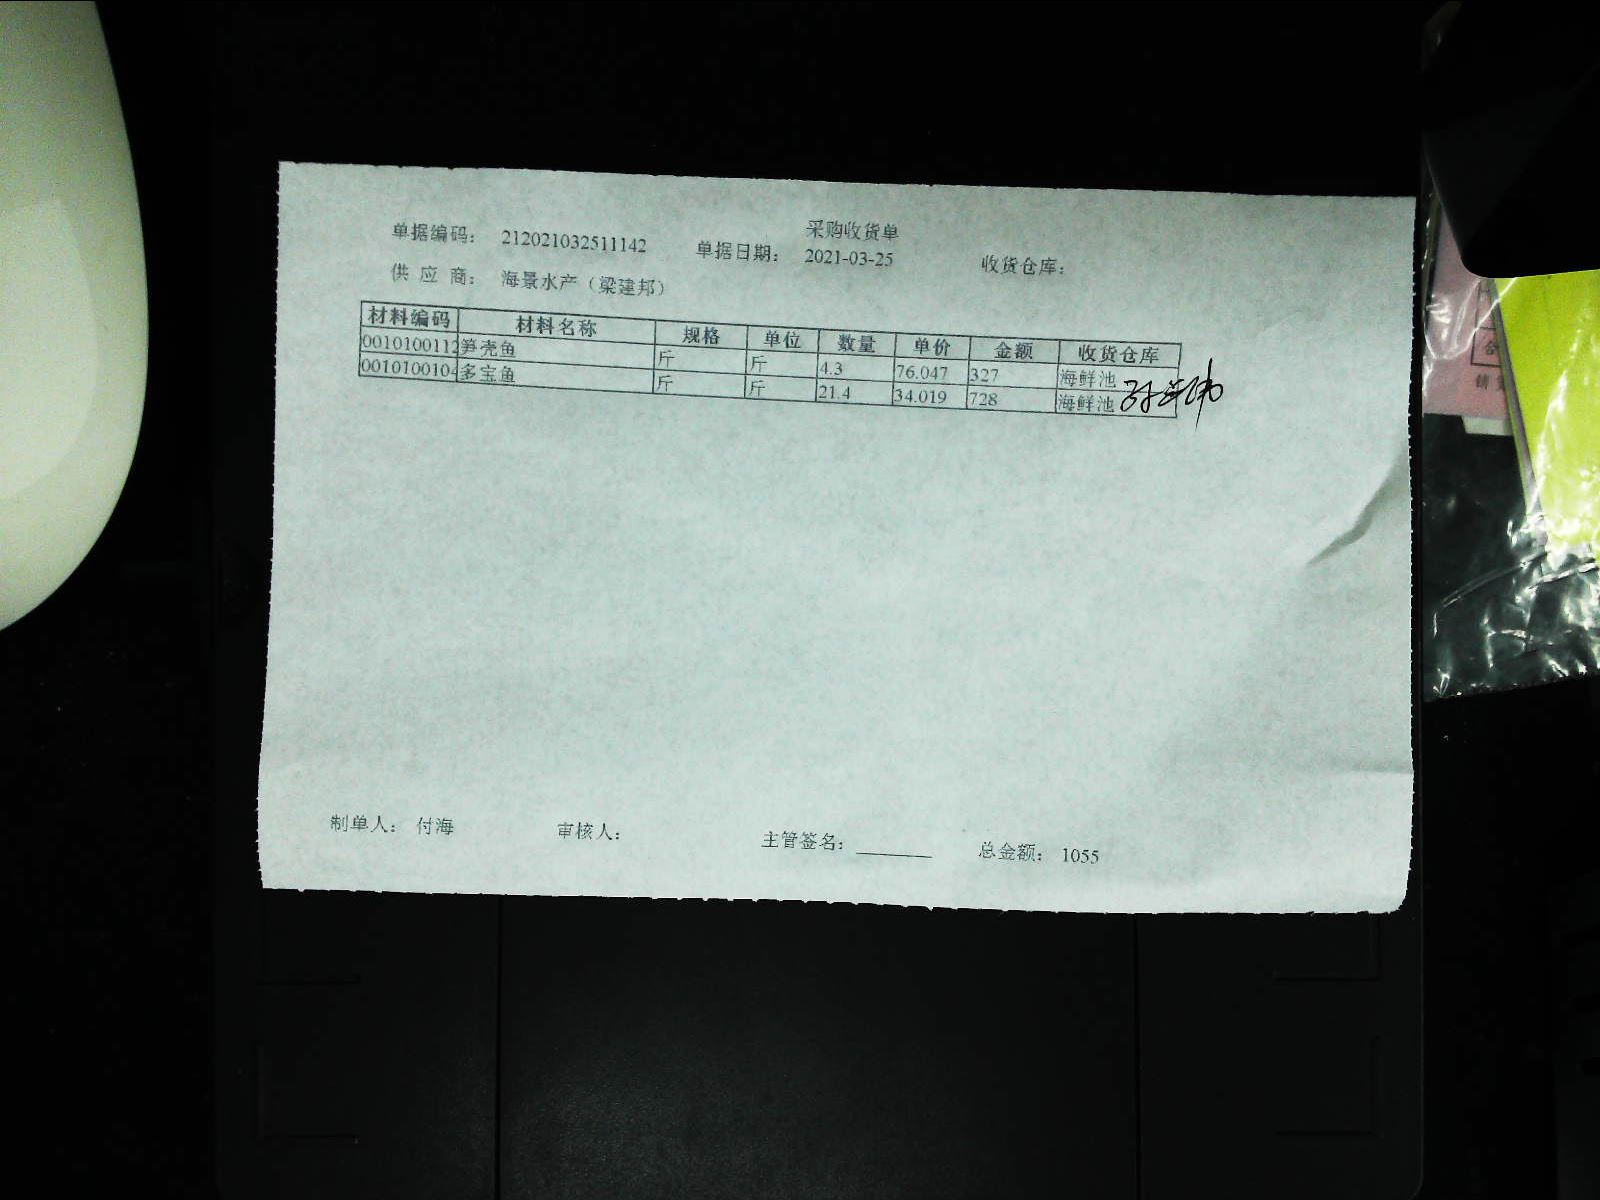 采购收货单
单据编码： 212021032511142 单据日期： 2021-03-25 收货仓库：
供 应 商： 海景水产（梁建邦）
材料编码 材料名称 规格 单位 数量 单价 金额 收货仓库
0010100112 笋壳鱼 斤 斤 4.3 76.047 327 海鲜池
0010100104 多宝鱼 斤 斤 21.4 34.019 728 海鲜池
制单人： 付海 审核人： 主管签名： 总金额： 1055